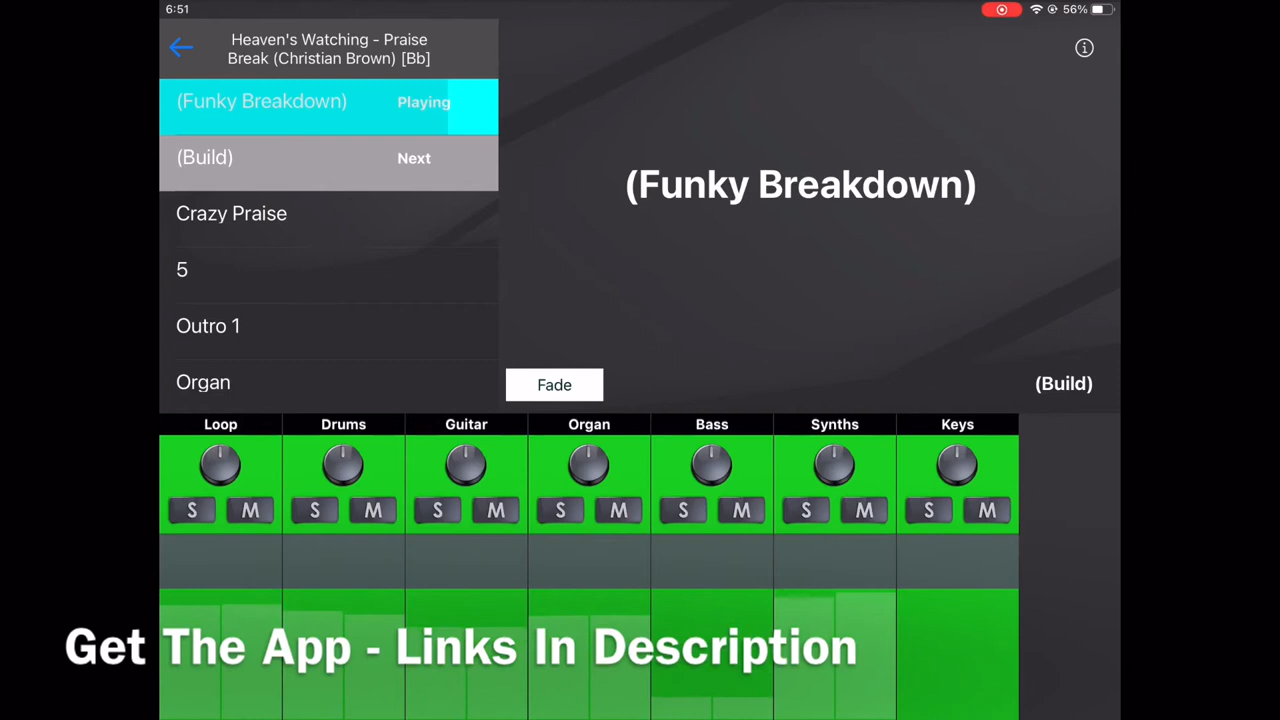 6:51
56%
Heaven's Watching - Praise
Break (Christian Brown) [Bb]
(Funky Breakdown) Playing
(Build) Next
Crazy Praise
5
Outro 1
Organ
(Funky Breakdown)
Fade
(Build)
Loop Drums Guitar Organ Bass Synths Keys
S M S M S M S M S M S M S M
Get The App - Links In Description